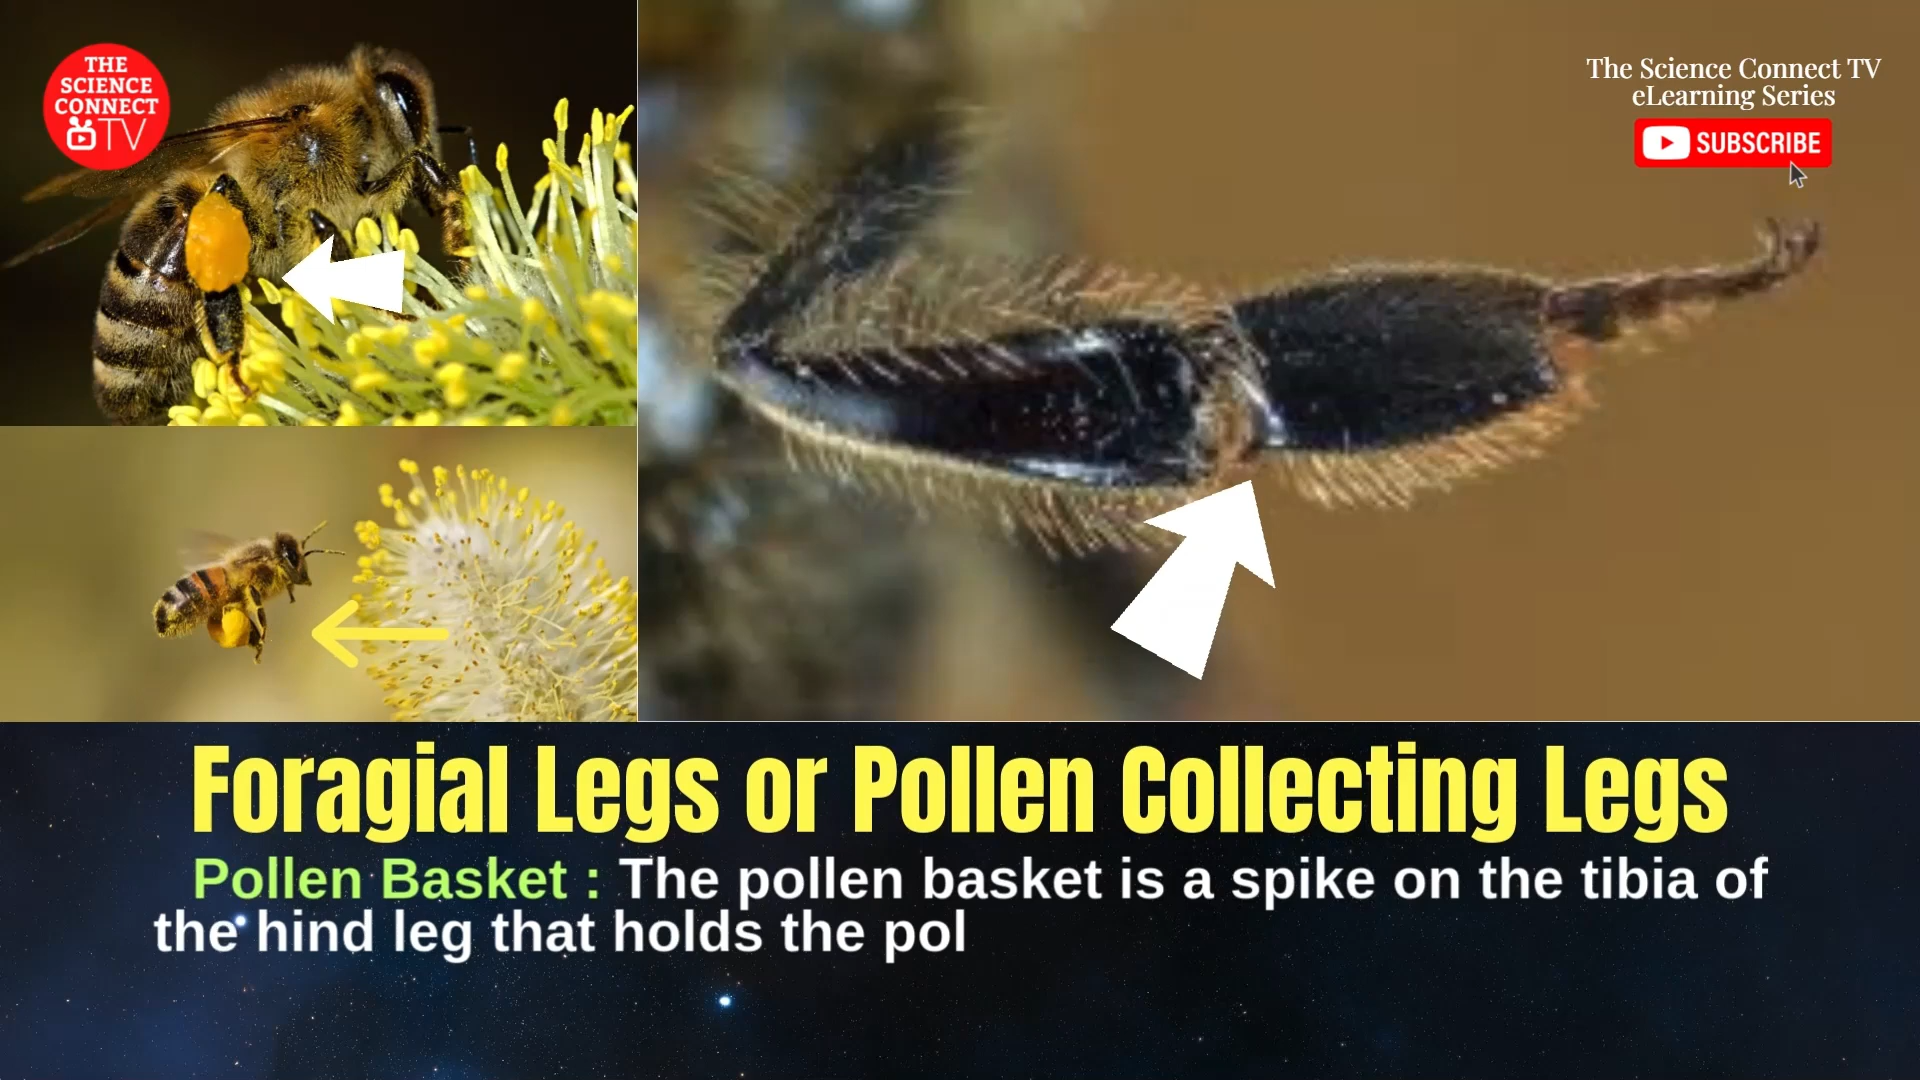 THE
SCIENCE
CONNECT
TV
The Science Connect TV
eLearning Series
SUBSCRIBE
Foragial Legs or Pollen Collecting Legs
Pollen Basket : The pollen basket is a spike on the tibia of
the hind leg that holds the pol